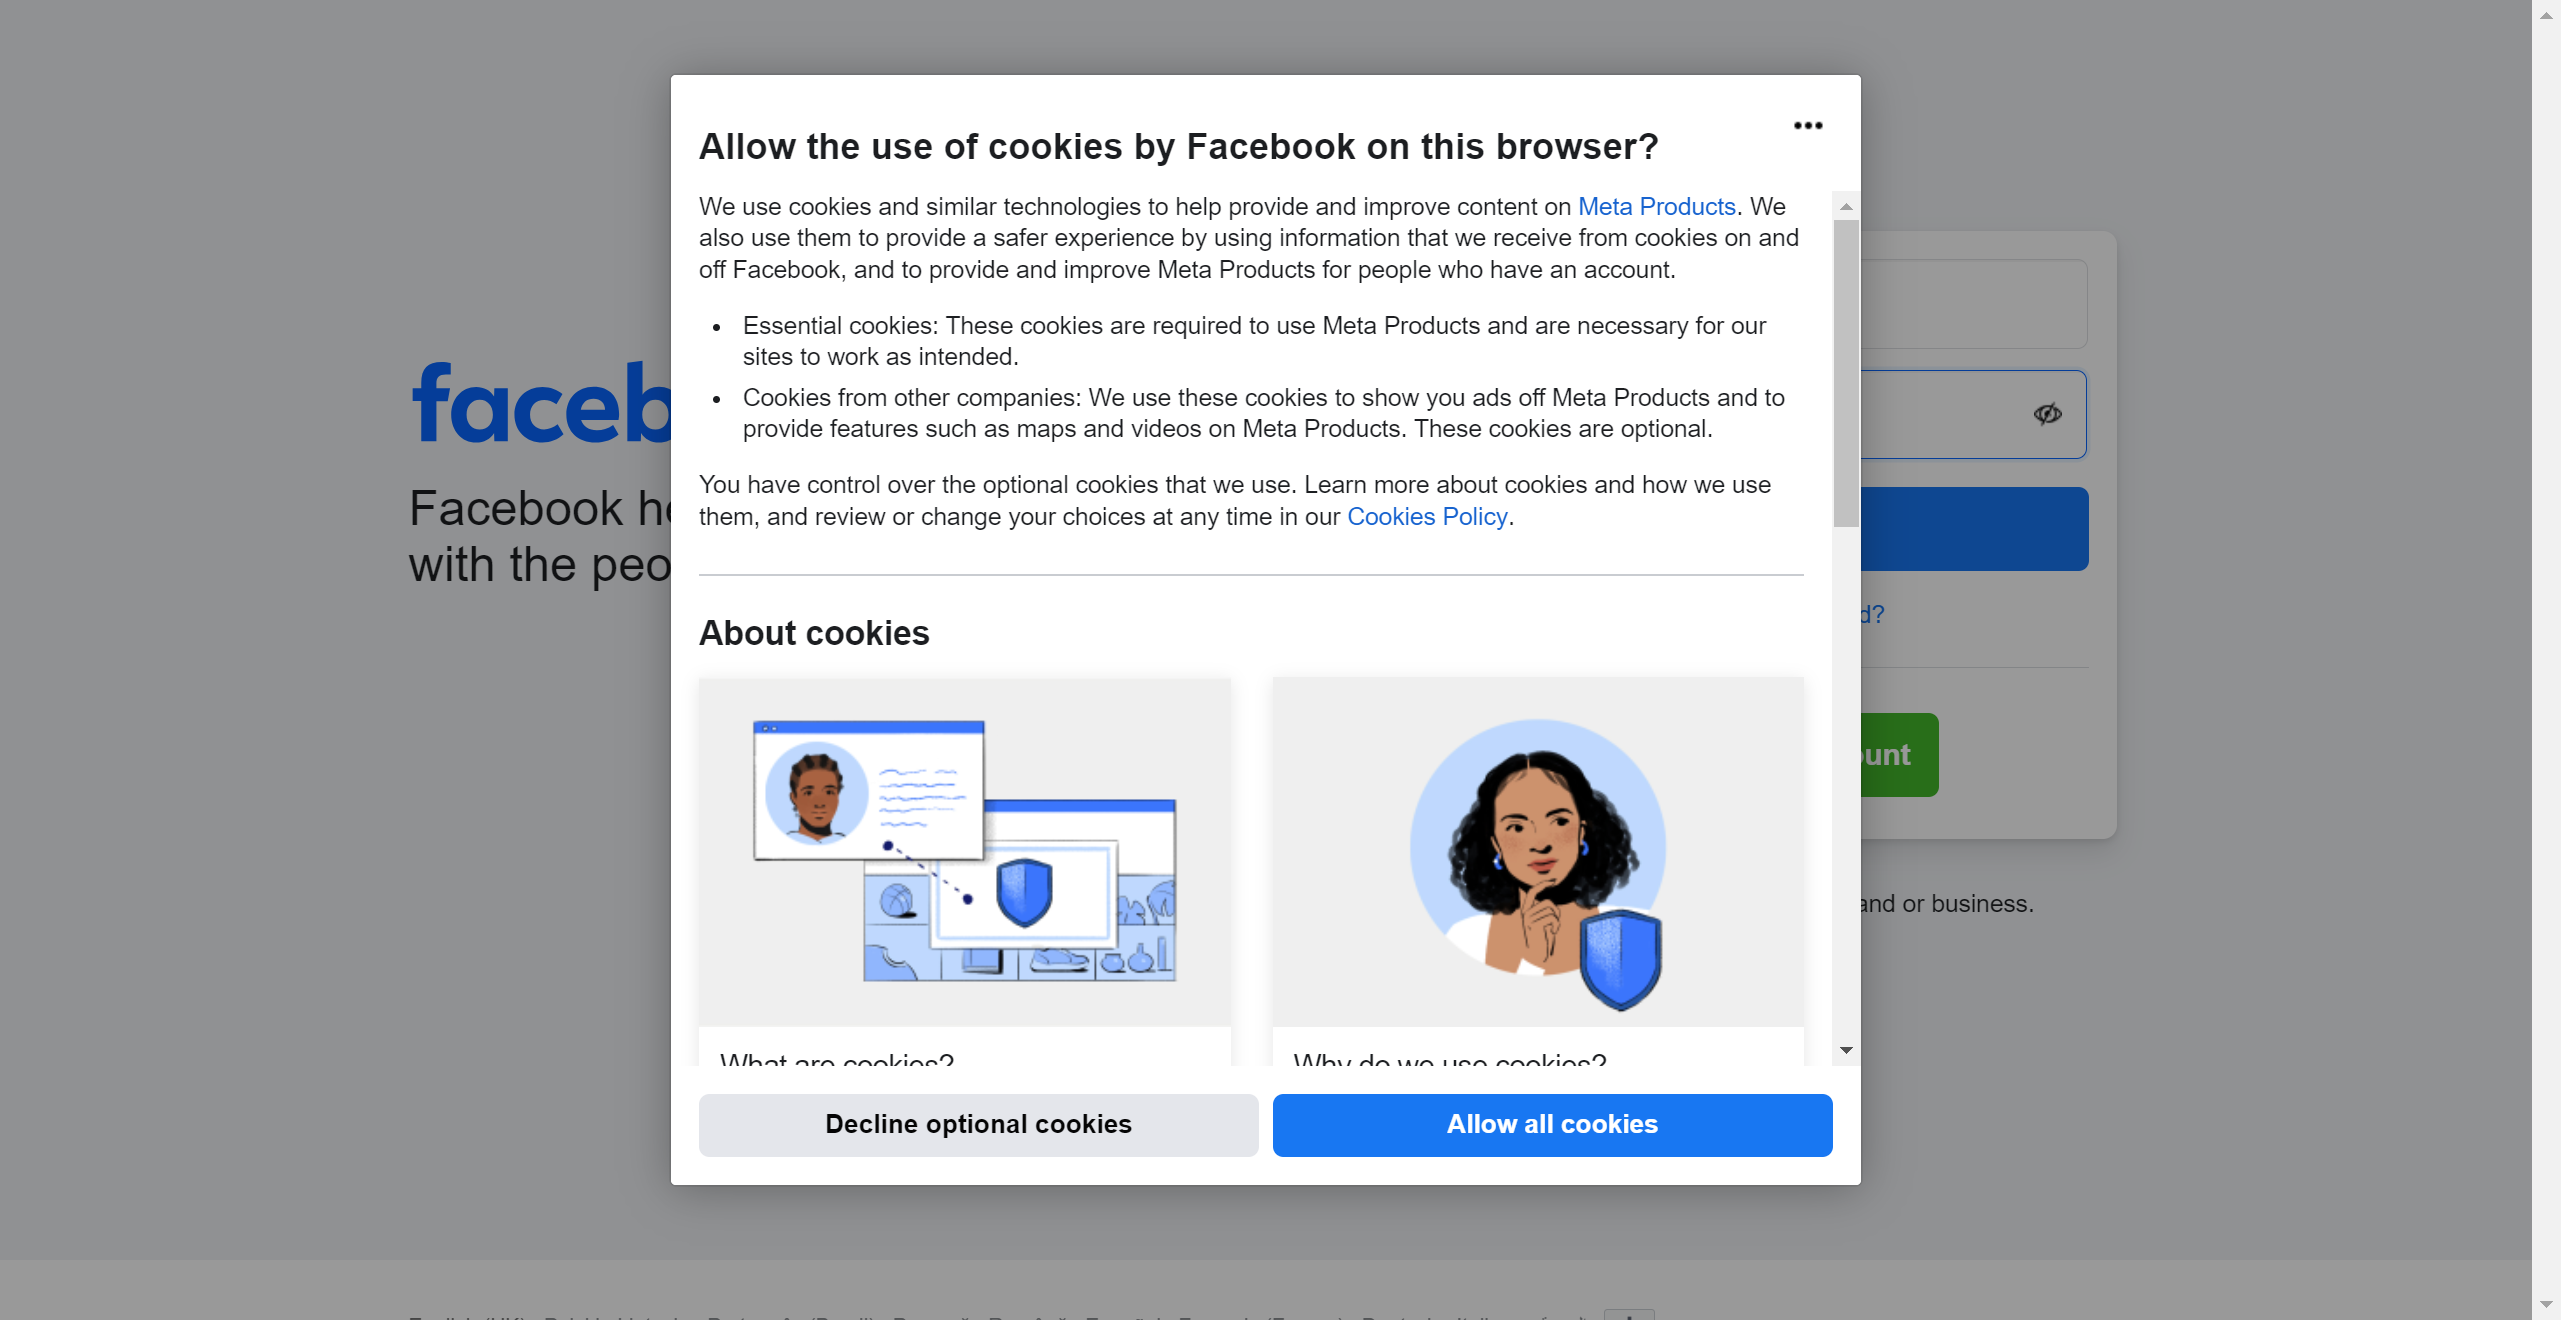 Allow the use of cookies by Facebook on this browser?
We use cookies and similar technologies to help provide and improve content on Meta Products. We
also use them to provide a safer experience by using information that we receive from cookies on and
off Facebook, and to provide and improve Meta Products for people who have an account.
Essential cookies: These cookies are required to use Meta Products and are necessary for our
sites to work as intended.
Cookies from other companies: We use these cookies to show you ads off Meta Products and to
provide features such as maps and videos on Meta Products. These cookies are optional.
You have control over the optional cookies that we use. Learn more about cookies and how we use
them, and review or change your choices at any time in our Cookies Policy.
About cookies
What are cookies?
Why do we use cookies?
Decline optional cookies
Allow all cookies
faceb
Facebook he
with the peo
d?
ount
and or business.